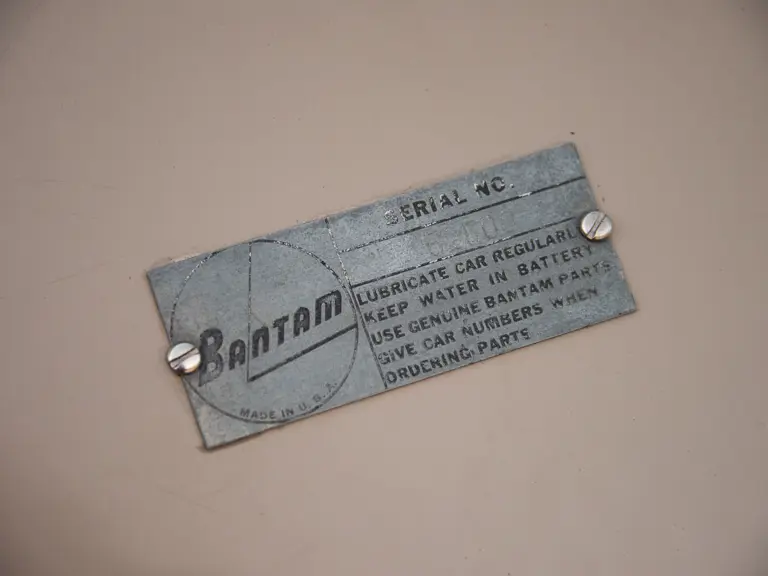 BANTAM
MADE IN U. S. A.
SERIAL NO.
LUBRICATE CAR REGULARLY
KEEP WATER IN BATTERY
USE GENUINE BANTAM PARTS
GIVE CAR NUMBERS WHEN
ORDERING PARTS